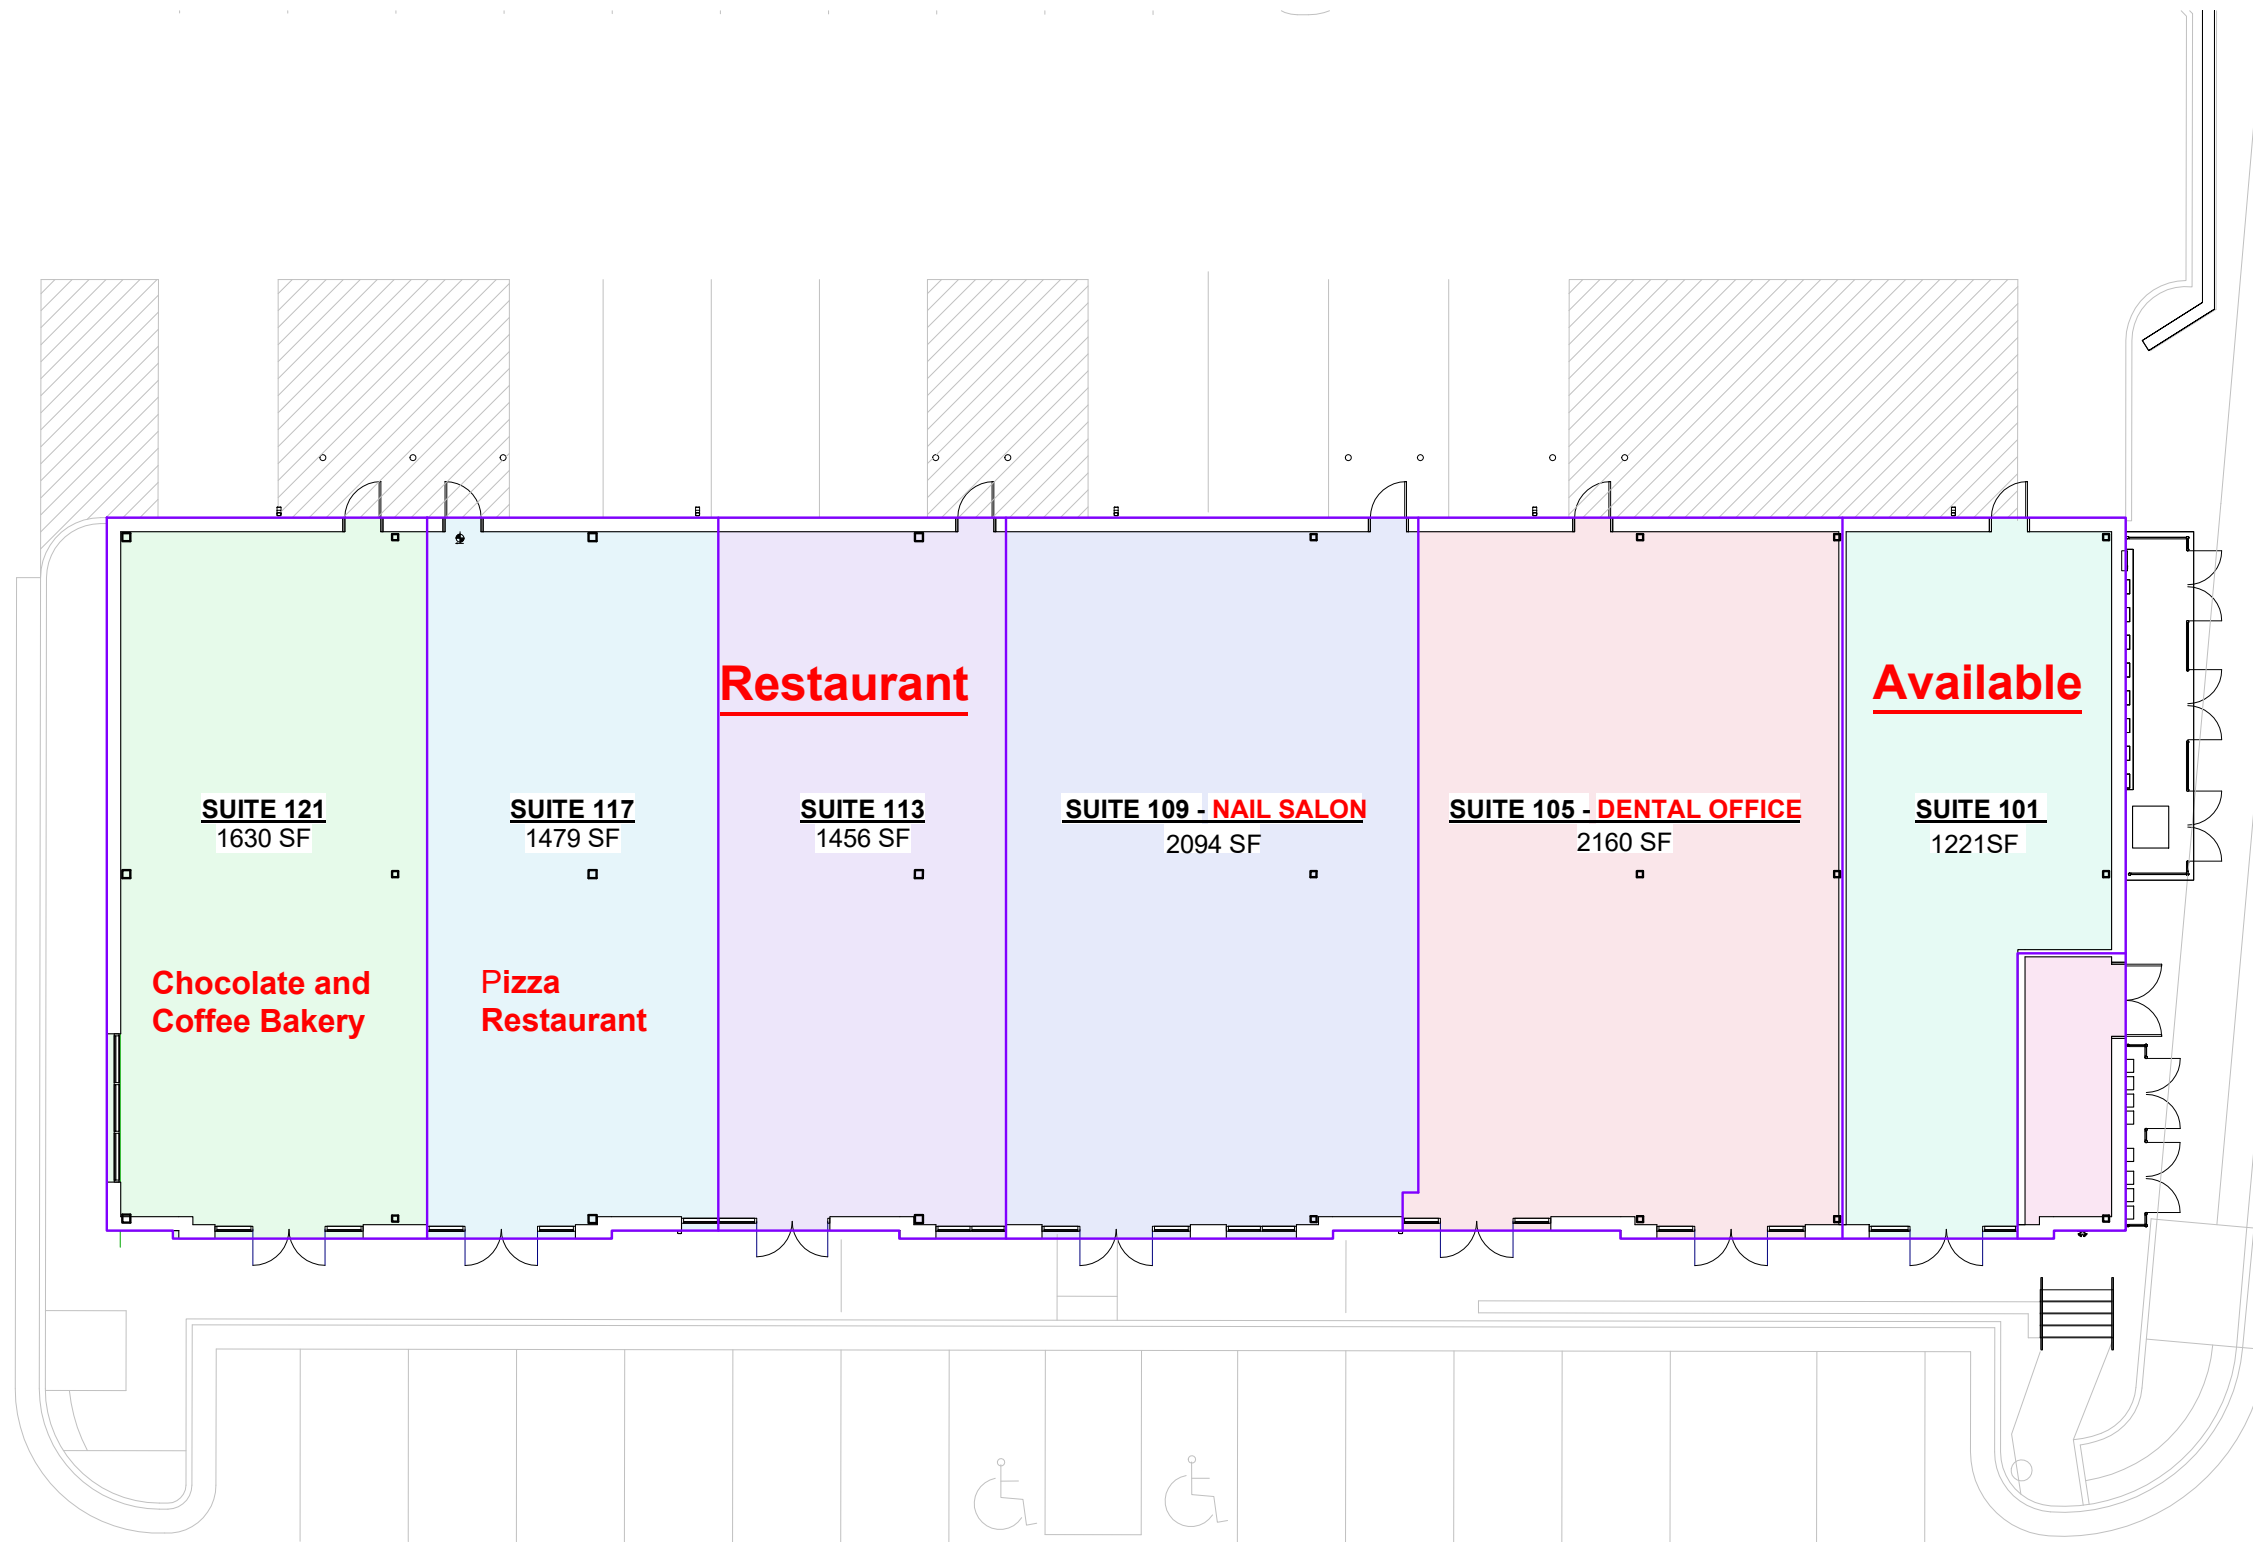 Restaurant
Available
SUITE 121
1630 SF
SUITE 117
1479 SF
SUITE 113
1456 SF
SUITE 109 - NAIL SALON
2094 SF
SUITE 105 - DENTAL OFFICE
2160 SF
SUITE 101
1221SF
Chocolate and
Coffee Bakery
Pizza
Restaurant